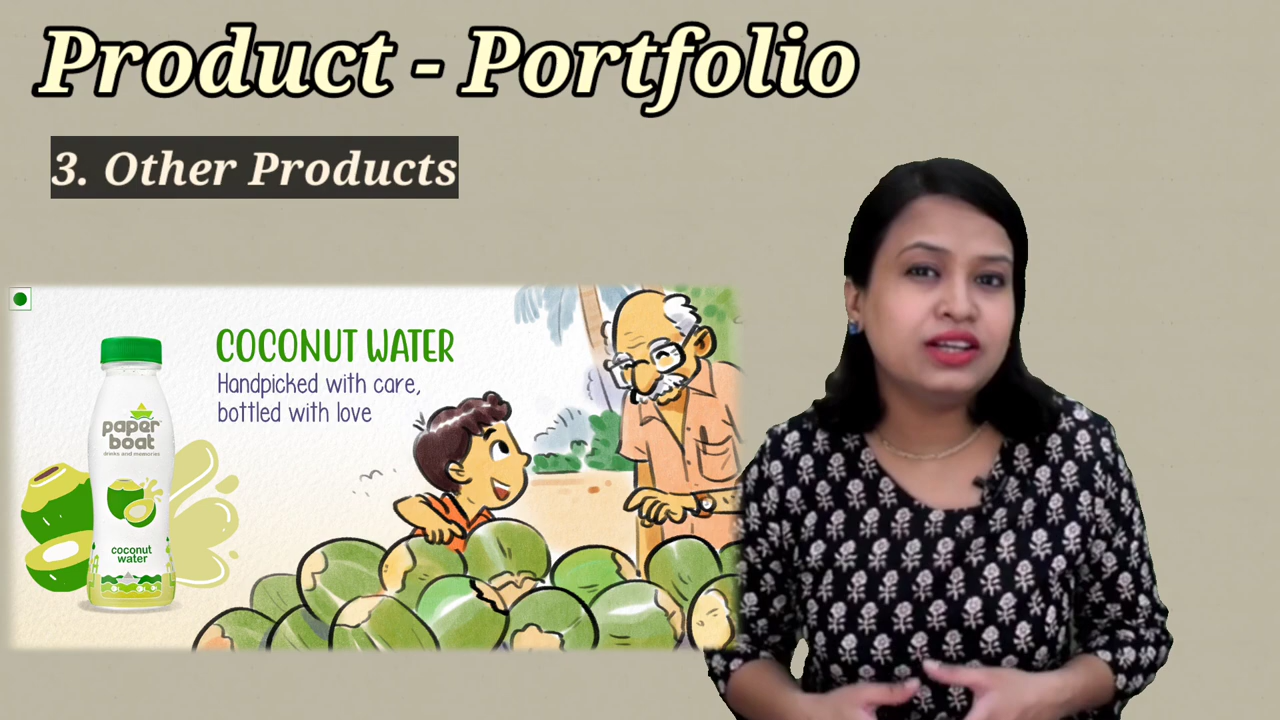 Product - Portfolio
3. Other Products
COCONUT WATER
Handpicked with care,
bottled with love
paper
boat
drinks and memories
coconut
water